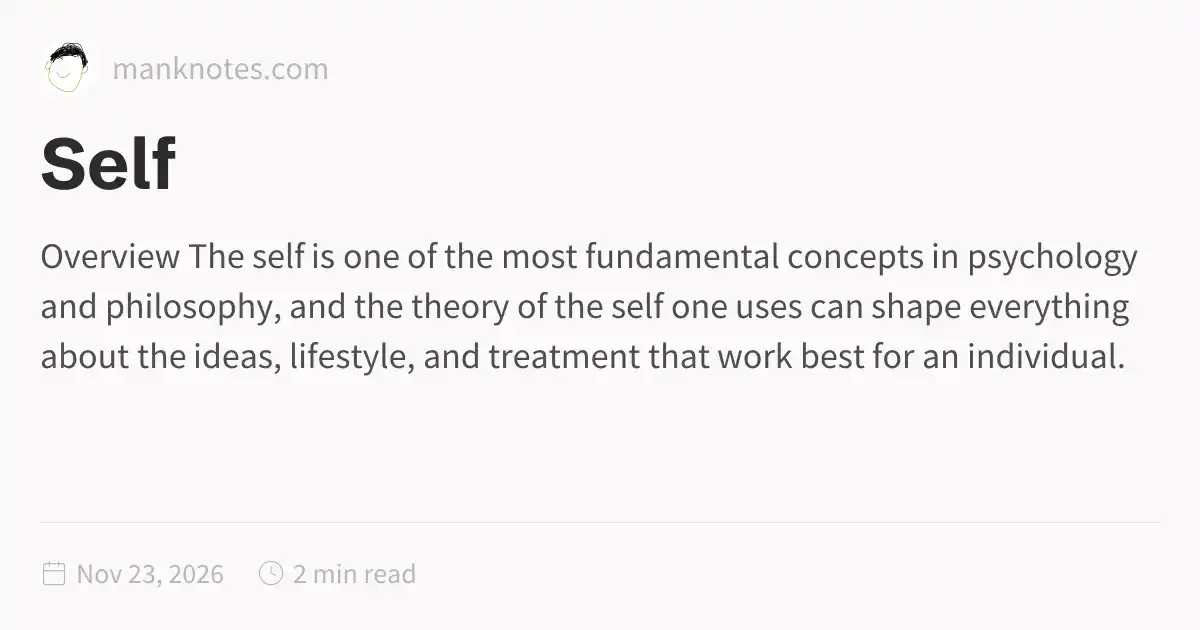 manknotes.com
Self
Overview The self is one of the most fundamental concepts in psychology
and philosophy, and the theory of the self one uses can shape everything
about the ideas, lifestyle, and treatment that work best for an individual.
Nov 23, 2026 2 min read